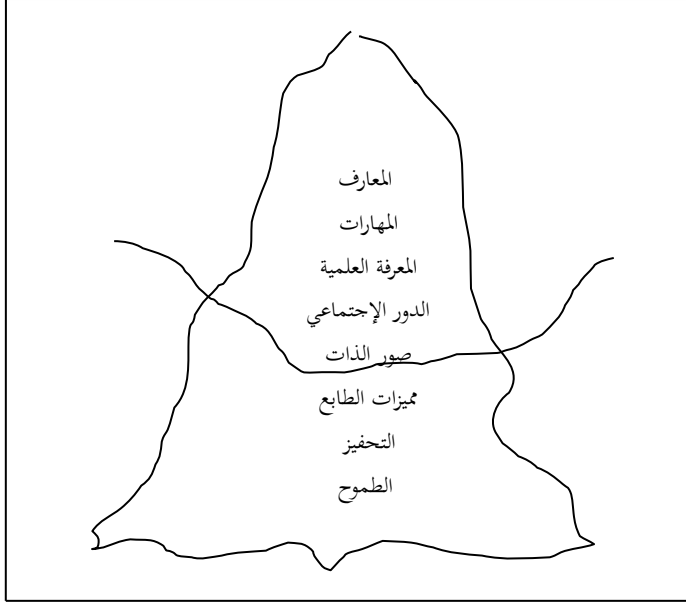 المعارف
المهارات
المعرفة العلمية
الدور الإجتماعي
صور الذات
مميزات الطابع
التحفيز
الطموح